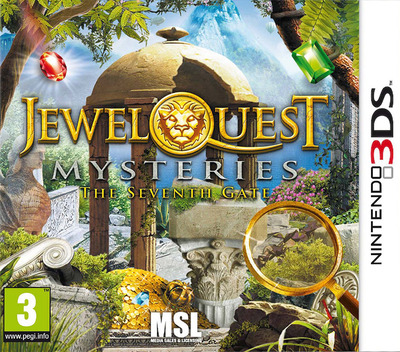 JEWEL QUEST
MYSTERIES
THE SEVENTH GATE
NINTENDO 3DS
3
www.pegi.info
MSL
MEDIA SALES & LICENSING